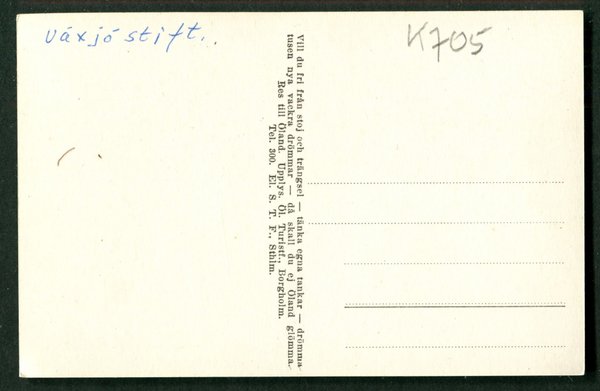 växjö stift.
K705
Vill du fri från stoj och trängsel — tänka egna tankar — drömma
tusen nya vackra drömmar — då skall du ej Öland glömma.
Res till Öland. Upplys. Öl. Turistf., Borgholm.
Tel. 300. El. S. T. F., Sthlm.